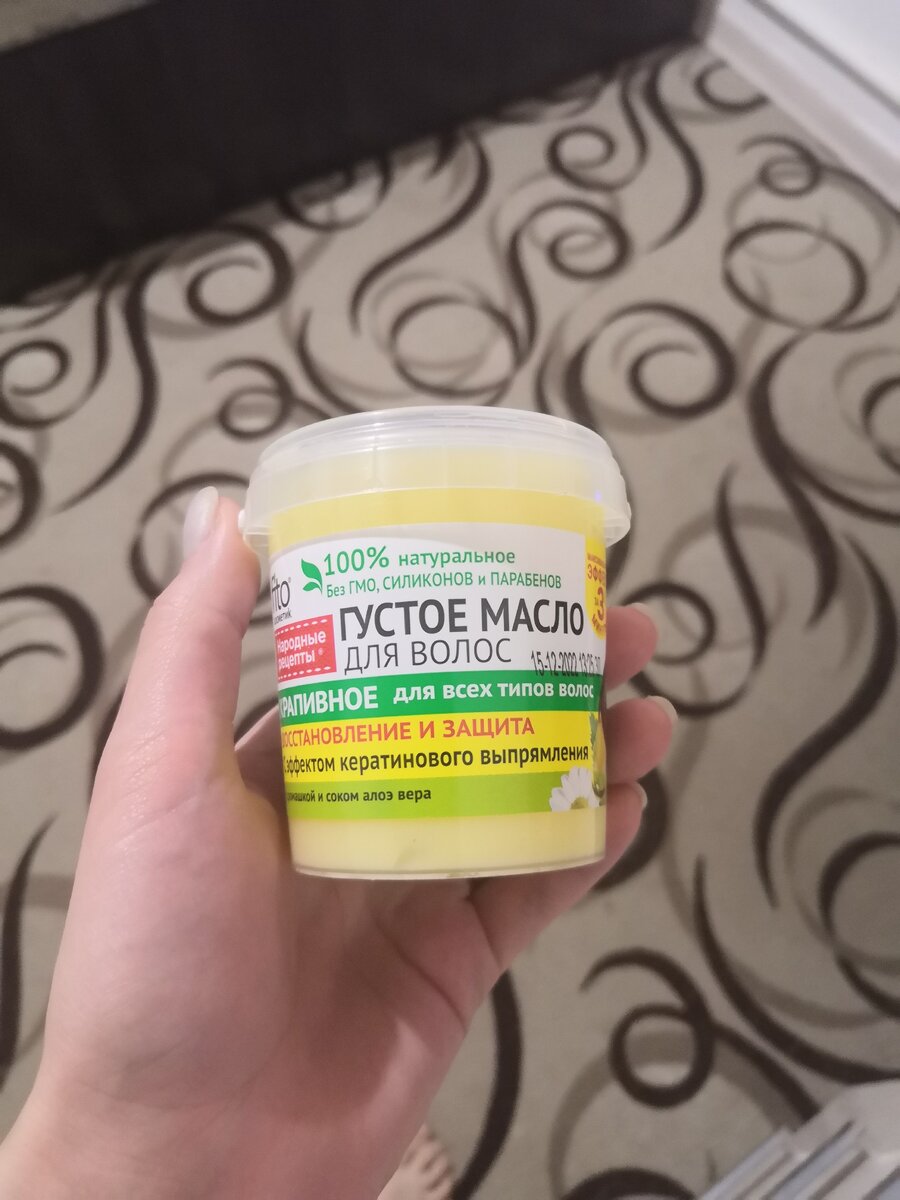 100% натуральное
Без ГМО, СИЛИКОНОВ и ПАРАБЕНОВ
Народные
рецепты®
ГУСТОЕ МАСЛО
ДЛЯ ВОЛОС
15-12-2022
КРАПИВНОЕ для всех типов волос
ВОССТАНОВЛЕНИЕ И ЗАЩИТА
эффектом кератинового выпрямления
и соком алоэ вера
3